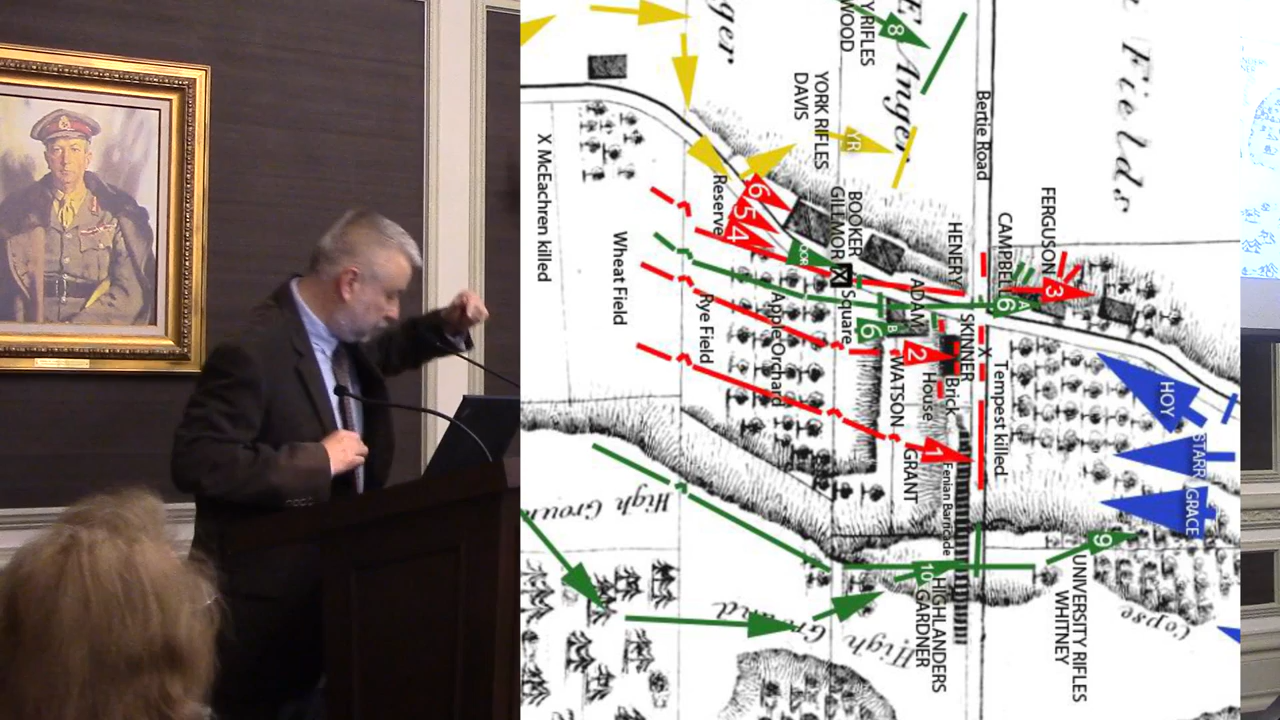 ger
E Anger
r Fields
8
Y RIFLES
WOOD
YORK RIFLES
DAVIS
YR
Bertie Road
X McEachren killed
Wheat Field
Reserve
Rye Field
Apple Orchard
6
5
4
BOOKER
GILLMOR
X
Square
HENERY
CAMPBELL
FERGUSON
3
A
6
ADAM
B
6
SKINNER
2
X Tempest killed
WATSON
Brick
House
1
GRANT
Fenian Barricade
HOY
STARR
GRACE
High Ground
High Ground
10
HIGHLANDERS
GARDNER
9
UNIVERSITY RIFLES
WHITNEY
Copse